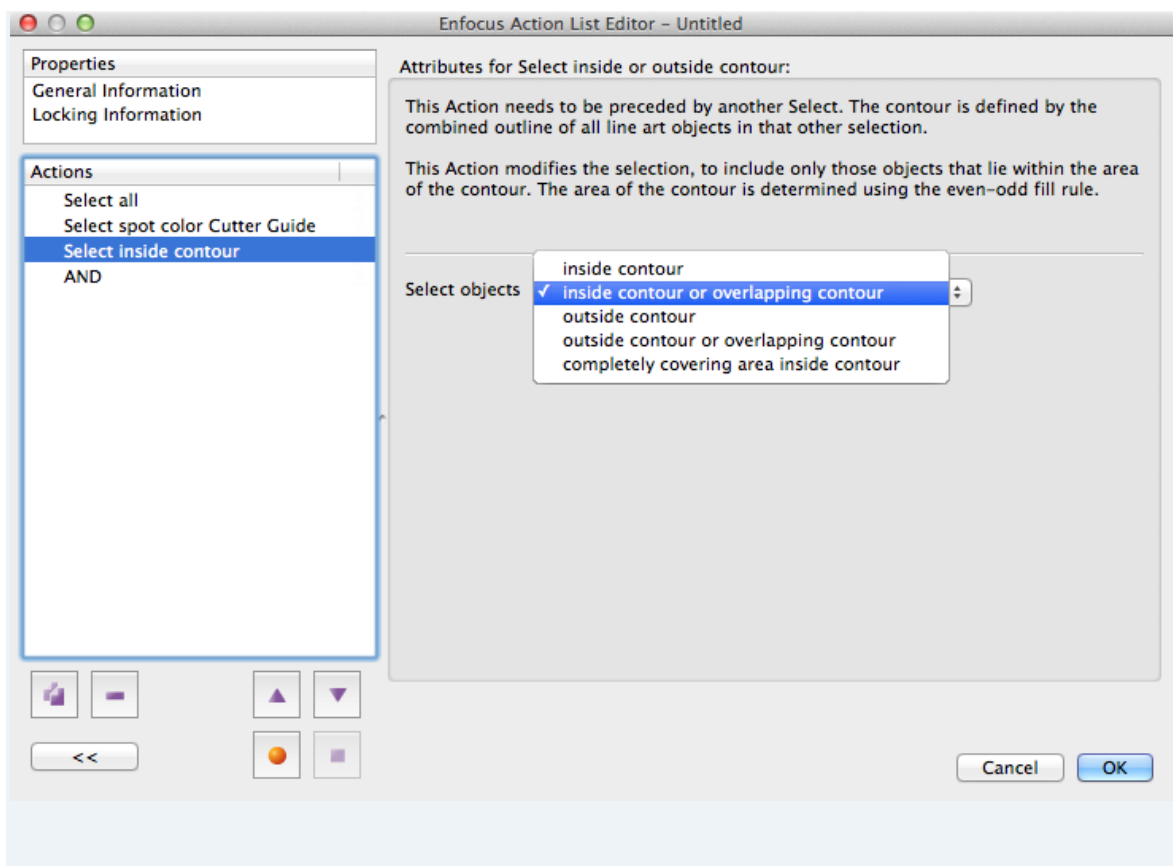 Enfocus Action List Editor – Untitled
Properties
General Information
Locking Information
Actions
Select all
Select spot color Cutter Guide
Select inside contour
AND
<<
Attributes for Select inside or outside contour:
This Action needs to be preceded by another Select. The contour is defined by the
combined outline of all line art objects in that other selection.
This Action modifies the selection, to include only those objects that lie within the area
of the contour. The area of the contour is determined using the even-odd fill rule.
Select objects
inside contour
✓ inside contour or overlapping contour
outside contour
outside contour or overlapping contour
completely covering area inside contour
Cancel
OK